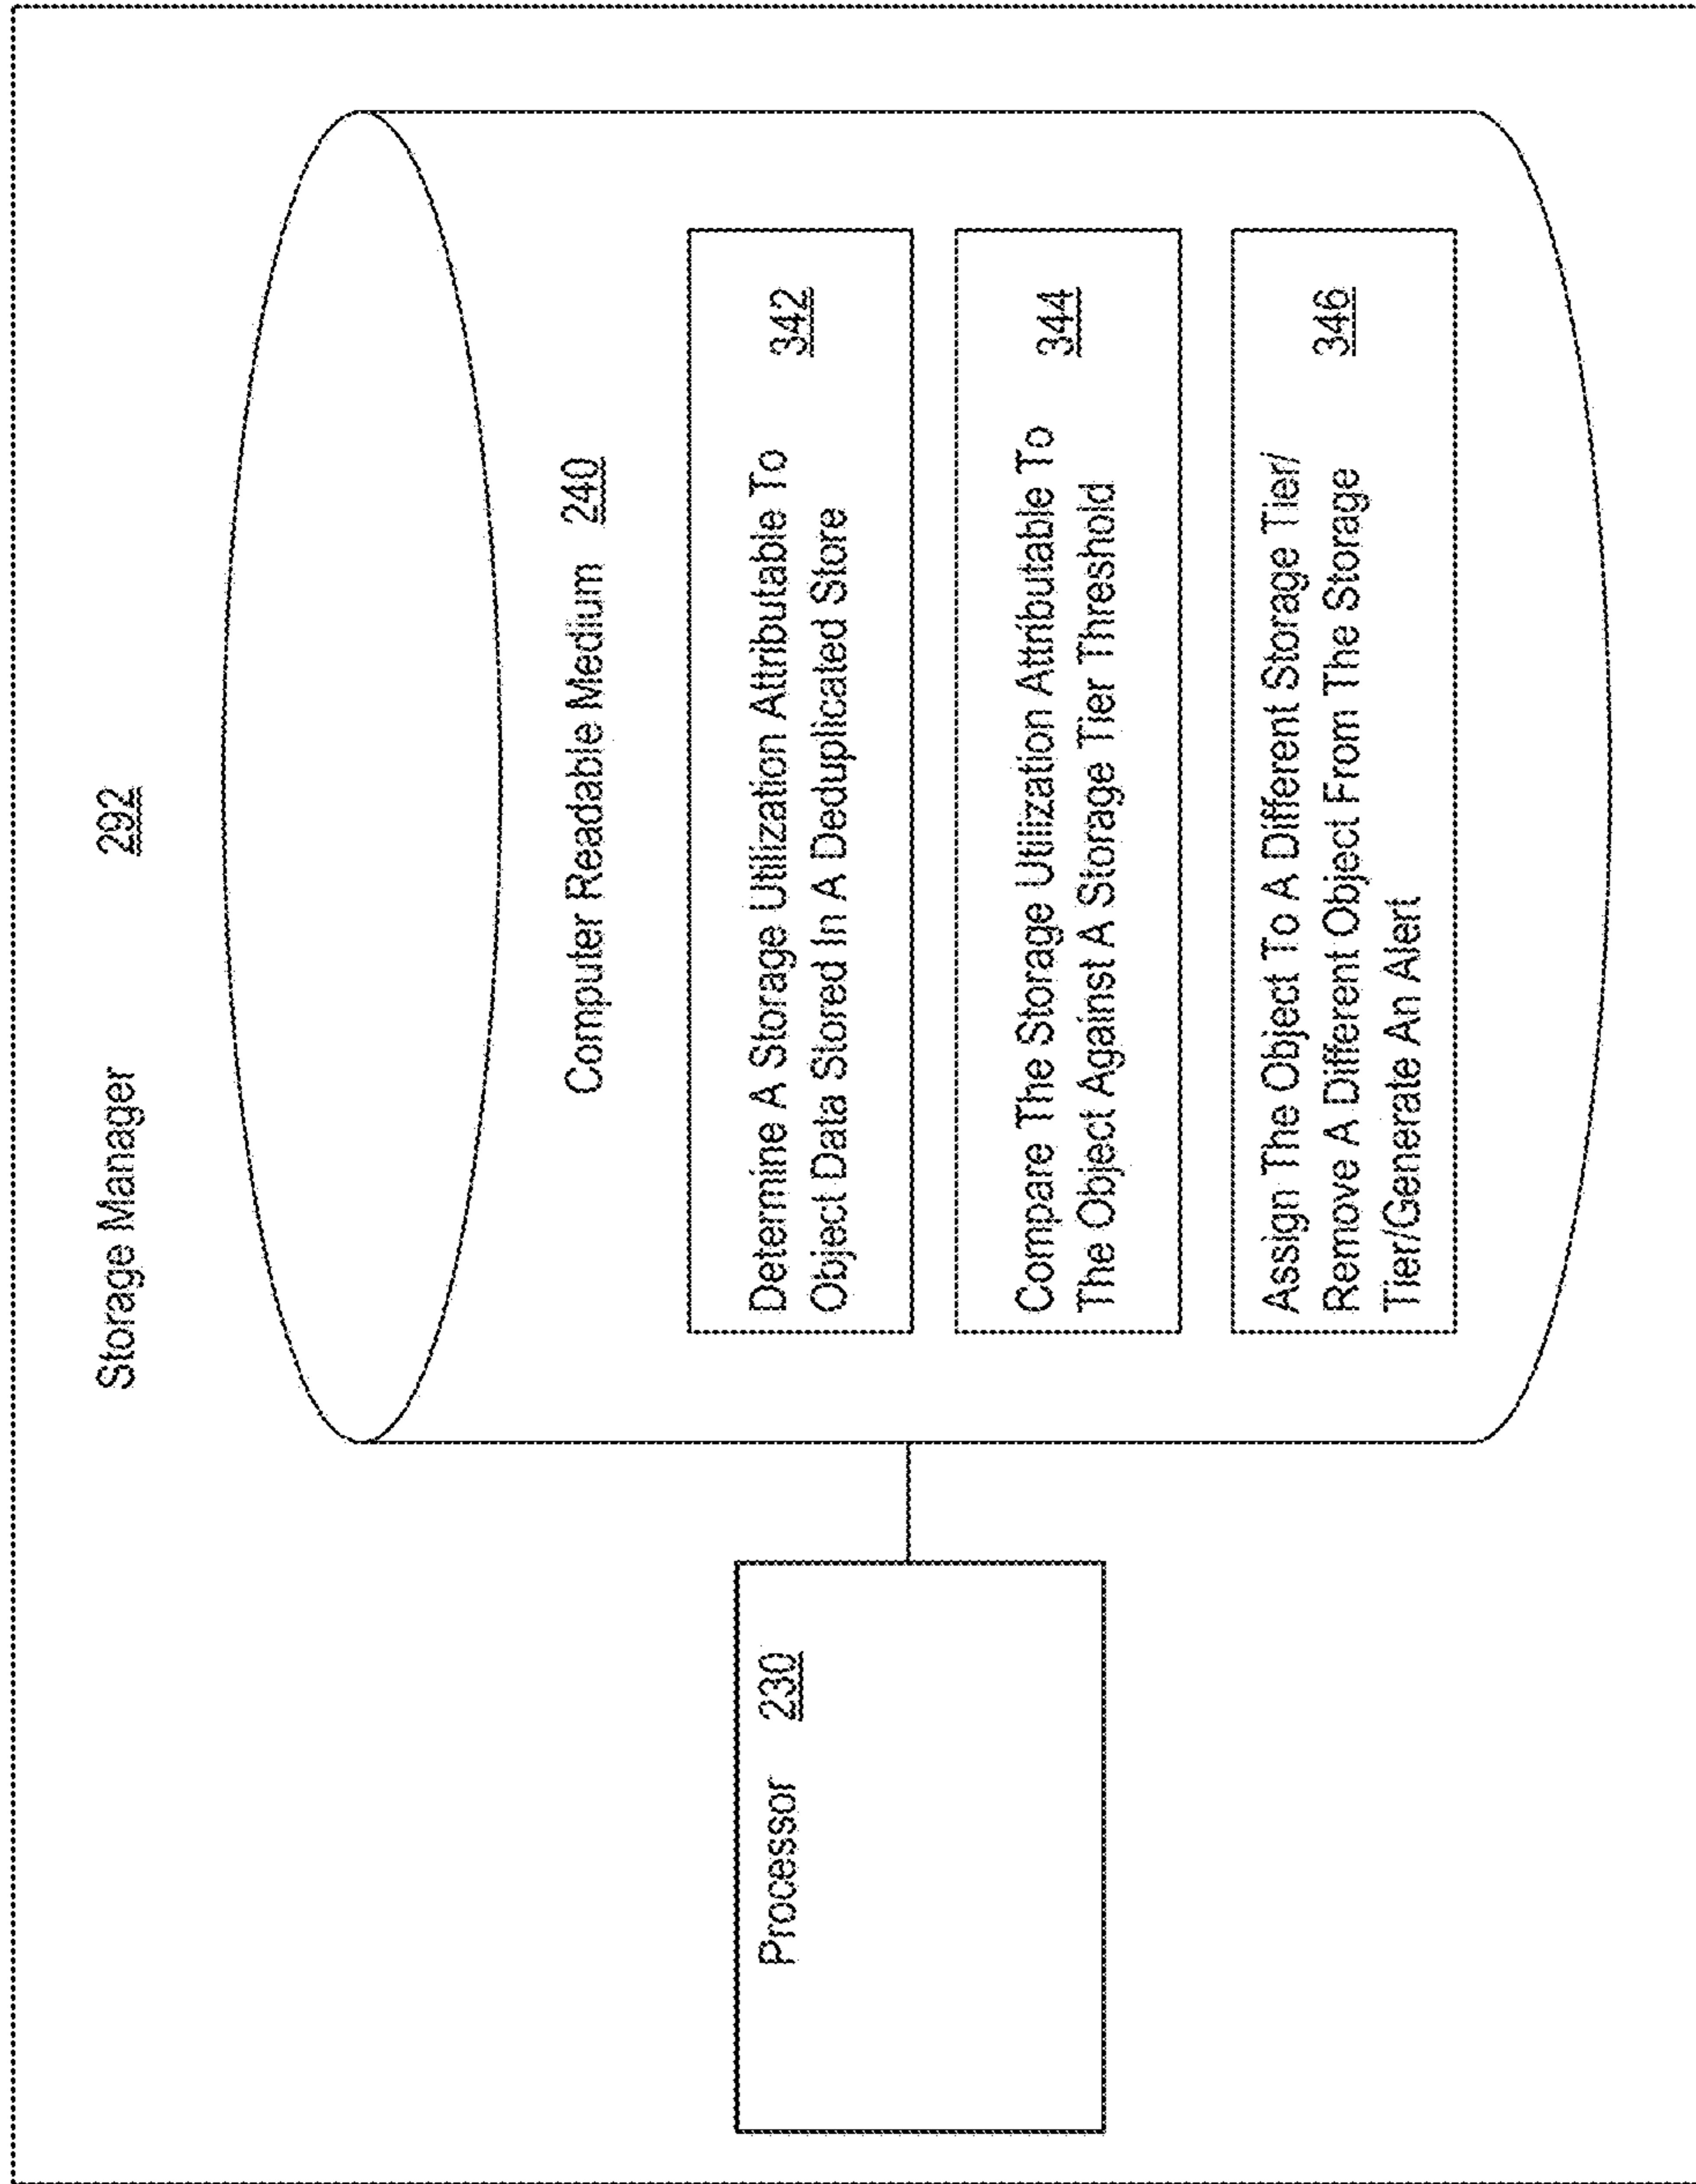 Storage Manager 292
Computer Readable Medium 240
Processor 230
Determine A Storage Utilization Attributable To
Object Data Stored In A Deduplicated Store
342
Compare The Storage Utilization Attributable To
The Object Against A Storage Tier Threshold
344
Assign The Object To A Different Storage Tier/
Remove A Different Object From The Storage
Tier/Generate An Alert
346